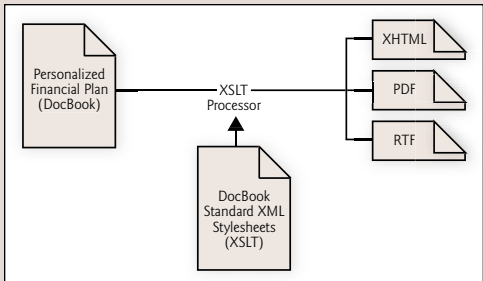 Personalized
Financial Plan
(DocBook)
XSLT
Processor
XHTML
PDF
RTF
DocBook
Standard XML
Stylesheets
(XSLT)